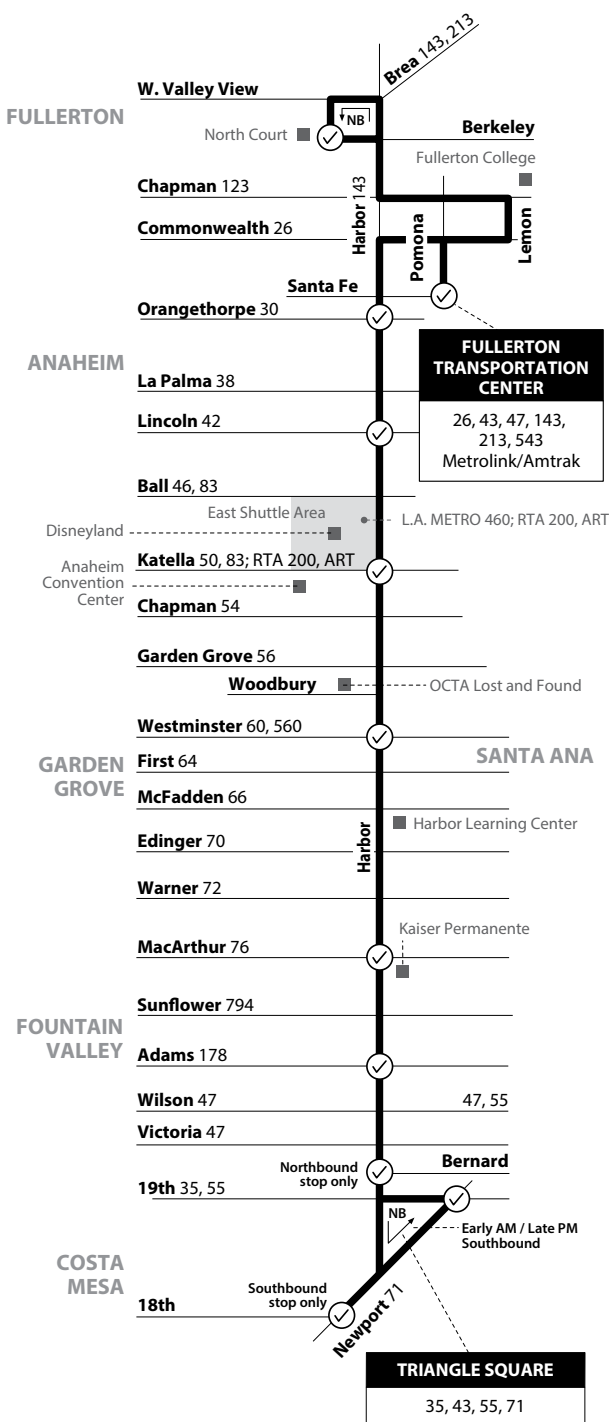 Brea 143, 213
W. Valley View
FULLERTON
NB
North Court
Berkeley
Fullerton College
Chapman 123
Harbor 143
Commonwealth 26
Pomona
Lemon
Santa Fe
Orangethorpe 30
FULLERTON
TRANSPORTATION
CENTER
26, 43, 47, 143,
213, 543
Metrolink/Amtrak
ANAHEIM
La Palma 38
Lincoln 42
Ball 46, 83
East Shuttle Area
L.A. METRO 460; RTA 200, ART
Disneyland
Katella 50, 83; RTA 200, ART
Anaheim
Convention
Center
Chapman 54
Garden Grove 56
Woodbury
OCTA Lost and Found
Westminster 60, 560
SANTA ANA
GARDEN
GROVE
First 64
McFadden 66
Harbor Learning Center
Harbor
Edinger 70
Warner 72
Kaiser Permanente
MacArthur 76
Sunflower 794
FOUNTAIN
VALLEY
Adams 178
Wilson 47
47, 55
Victoria 47
Northbound
stop only
Bernard
19th 35, 55
NB
Early AM / Late PM
Southbound
COSTA
MESA
Southbound
stop only
18th
Newport 71
TRIANGLE SQUARE
35, 43, 55, 71